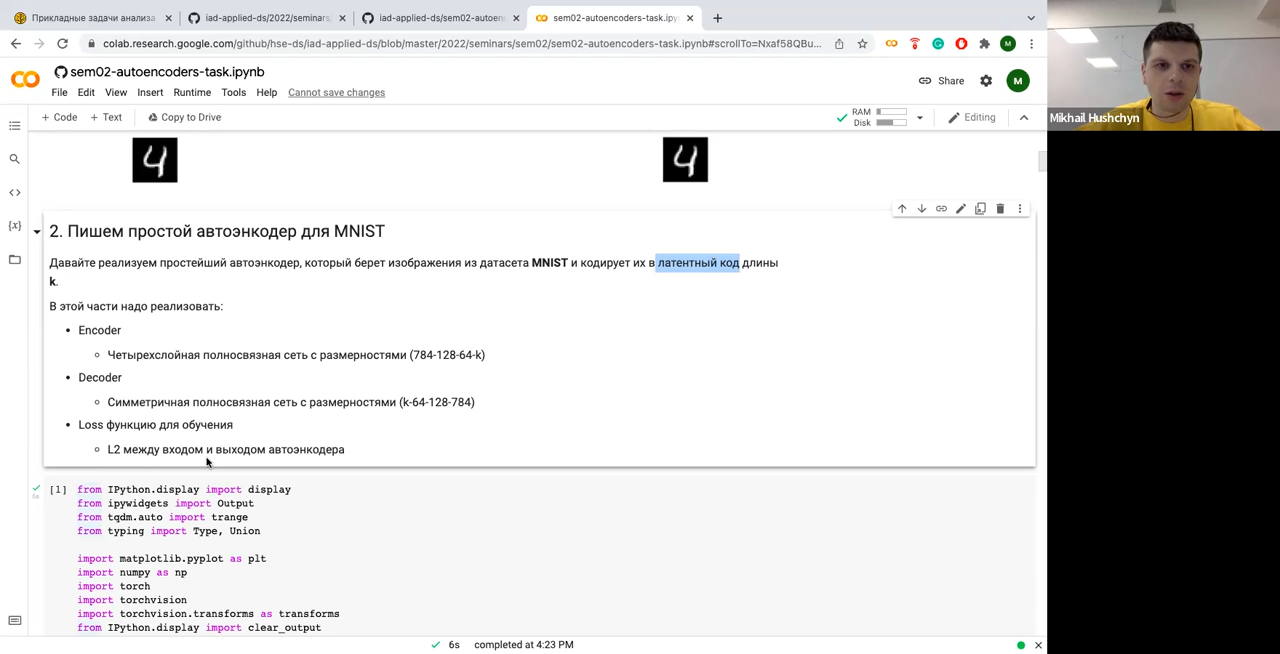 Прикладные задачи анализа
iad-applied-ds/2022/seminars
iad-applied-ds/sem02-autoen
sem02-autoencoders-task.ipy
colab.research.google.com/github/hse-ds/iad-applied-ds/blob/master/2022/seminars/sem02/sem02-autoencoders-task.ipynb#scrollTo=Nxaf58QBu...
M
sem02-autoencoders-task.ipynb
File Edit View Insert Runtime Tools Help Cannot save changes
Share
M
+ Code + Text Copy to Drive
RAM
Disk
Editing
4
4
2. Пишем простой автоэнкодер для MNIST
Давайте реализуем простейший автоэнкодер, который берет изображения из датасета MNIST и кодирует их в латентный код длины
k.
В этой части надо реализовать:
Encoder
Четырехслойная полносвязная сеть с размерностями (784-128-64-k)
Decoder
Симметричная полносвязная сеть с размерностями (k-64-128-784)
Loss функцию для обучения
L2 между входом и выходом автоэнкодера
[1] from IPython.display import display
from ipywidgets import Output
from tqdm.auto import trange
from typing import Type, Union
import matplotlib.pyplot as plt
import numpy as np
import torch
import torchvision
import torchvision.transforms as transforms
from IPython.display import clear_output
6s completed at 4:23 PM
Mikhail Hushchyn